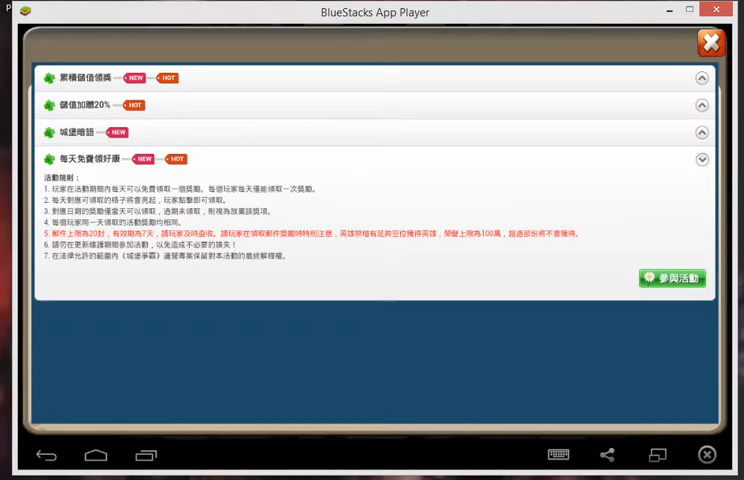 BlueStacks App Player
累積儲值領獎 NEW HOT
儲值加贈20% HOT
城堡暗語 NEW
每天免費領好康 NEW HOT
活動規則：
1. 玩家在活動期間內每天可以免費領取一個獎勵。每個玩家每天僅能領取一次獎勵。
2. 每天對應可領取的格子將會亮起，玩家點擊即可領取。
3. 對應日期的獎勵僅當天可以領取，過期未領取，則視為放棄該獎項。
4. 每個玩家同一天領取的活動獎勵均相同。
5. 郵件上限為20封，有效期為7天，請玩家及時查收。請玩家在領取郵件獎勵時特別注意，英雄祭壇有足夠空位獲得英雄，榮譽上限為100萬，超過部份將不會獲得。
6. 請勿在更新維護期間參加活動，以免造成不必要的損失！
7. 在法律允許的範圍內《城堡爭霸》運營專案保留對本活動的最終解釋權。
參與活動